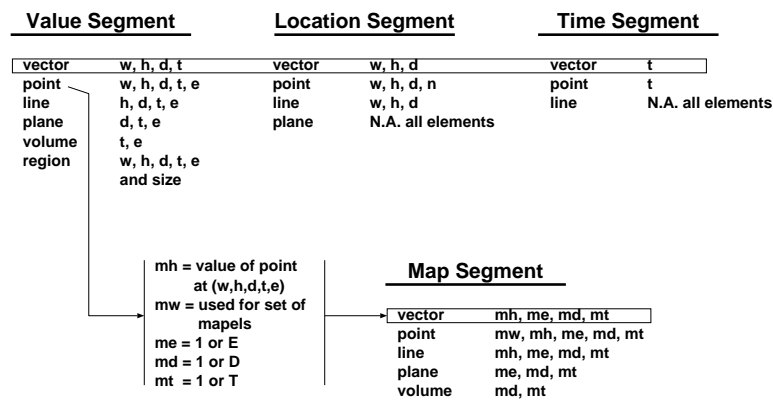 Value Segment
vector w, h, d, t
point w, h, d, t, e
line h, d, t, e
plane d, t, e
volume t, e
region w, h, d, t, e
and size
Location Segment
vector w, h, d
point w, h, d, n
line w, h, d
plane N.A. all elements
Time Segment
vector t
point t
line N.A. all elements
mh = value of point
at (w,h,d,t,e)
mw = used for set of
mapels
me = 1 or E
md = 1 or D
mt = 1 or T
Map Segment
vector mh, me, md, mt
point mw, mh, me, md, mt
line mh, me, md, mt
plane me, md, mt
volume md, mt